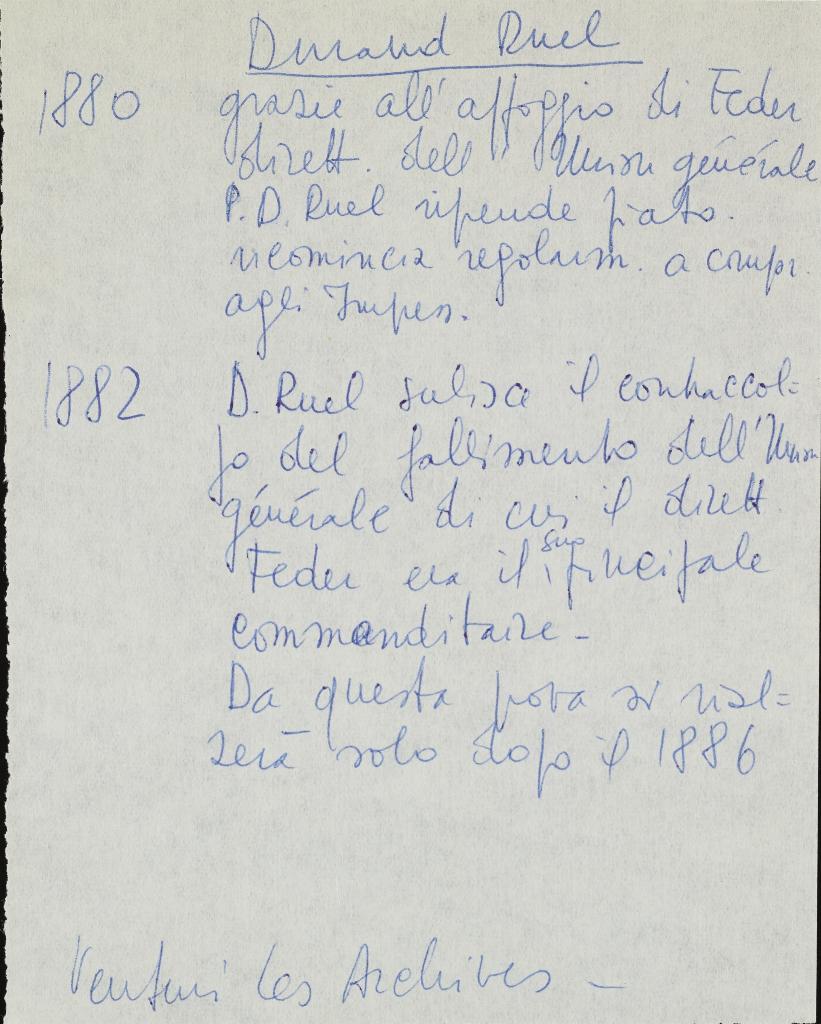 Durand Ruel
1880 grazie all'appoggio di Feder
dirett. dell'Union générale
P. D. Ruel riprende fiato.
ricomincia regolarm. a compr.
agli Impres.
1882 D. Ruel subisce il contraccol=
po del fallimento dell'Union
générale di cui il dirett
Feder era il suo principale
commanditaire -
Da questa prova si rial=
zerà solo dopo il 1886
Venturi Les Archives -